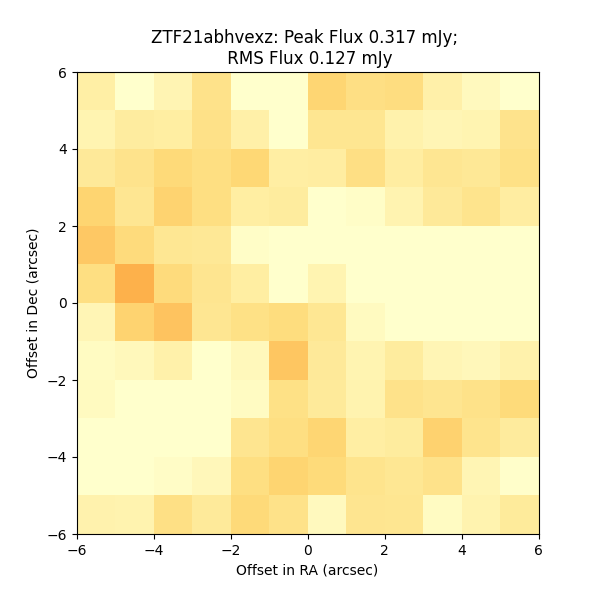 ZTF21abhvexz: Peak Flux 0.317 mJy;
RMS Flux 0.127 mJy
6
4
2
0
−2
−4
−6
Offset in Dec (arcsec)
−6 −4 −2 0 2 4 6
Offset in RA (arcsec)